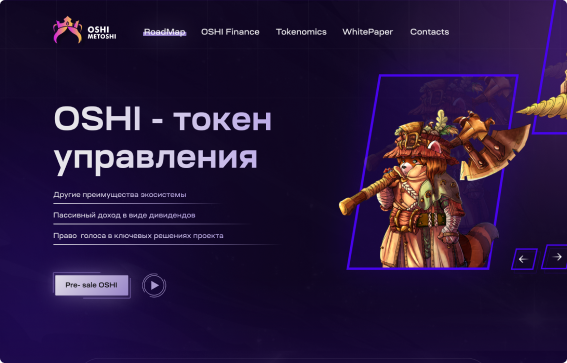 OSHI
METOSHI
RoadMap
OSHI Finance
Tokenomics
WhitePaper
Contacts
OSHI - токен
управления
Другие преимущества экосистемы
Пассивный доход в виде дивидендов
Право голоса в ключевых решениях проекта
Pre- sale OSHI